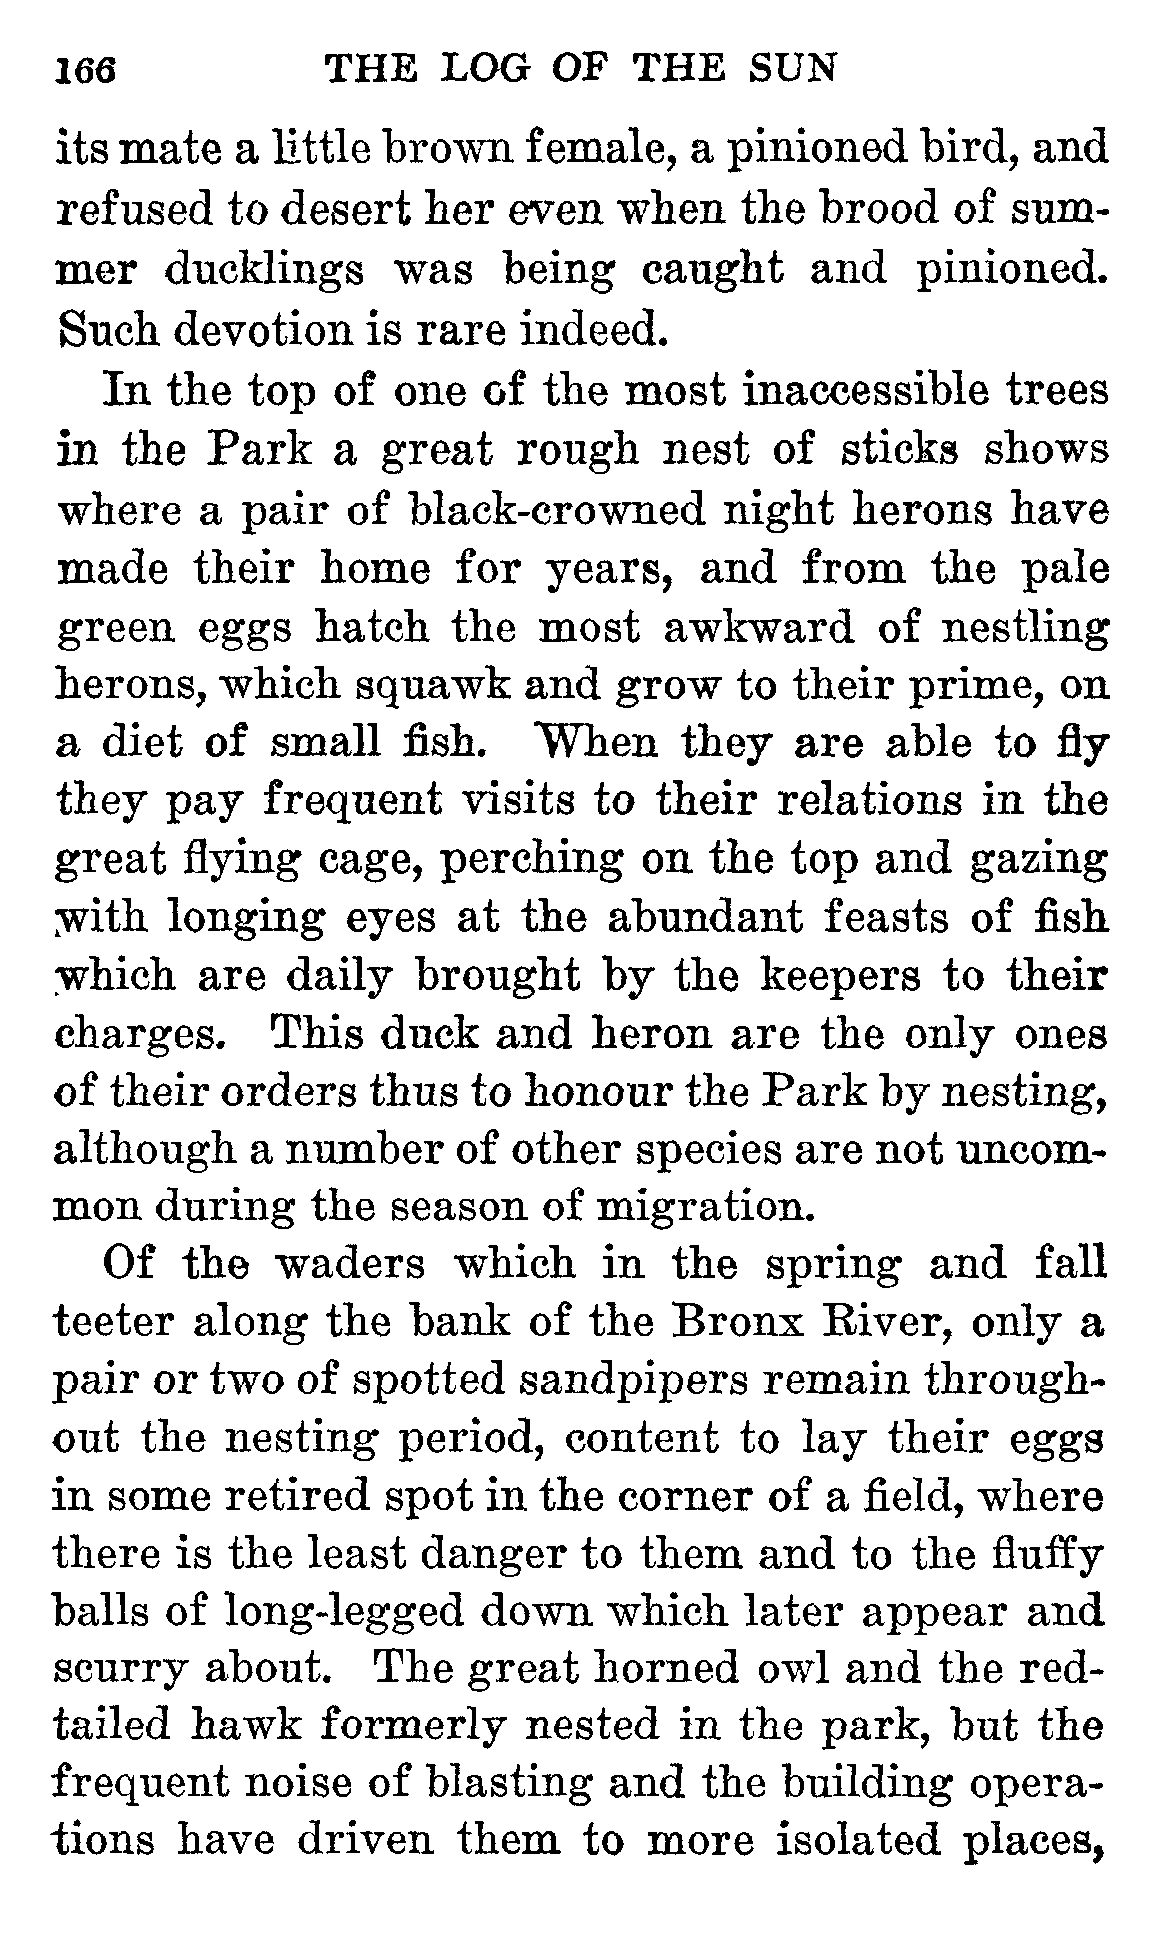 166 THE LOG OF THE SUN
its mate a little brown female, a pinioned bird, and
refused to desert her even when the brood of sum-
mer ducklings was being caught and pinioned.
Such devotion is rare indeed.
In the top of one of the most inaccessible trees
in the Park a great rough nest of sticks shows
where a pair of black-crowned night herons have
made their home for years, and from the pale
green eggs hatch the most awkward of nestling
herons, which squawk and grow to their prime, on
a diet of small fish. When they are able to fly
they pay frequent visits to their relations in the
great flying cage, perching on the top and gazing
with longing eyes at the abundant feasts of fish
which are daily brought by the keepers to their
charges. This duck and heron are the only ones
of their orders thus to honour the Park by nesting,
although a number of other species are not uncom-
mon during the season of migration.
Of the waders which in the spring and fall
teeter along the bank of the Bronx River, only a
pair or two of spotted sandpipers remain through-
out the nesting period, content to lay their eggs
in some retired spot in the corner of a field, where
there is the least danger to them and to the fluffy
balls of long-legged down which later appear and
scurry about. The great horned owl and the red-
tailed hawk formerly nested in the park, but the
frequent noise of blasting and the building opera-
tions have driven them to more isolated places,